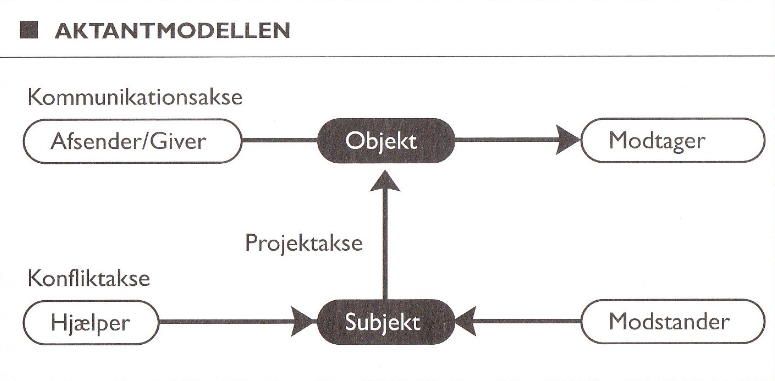 AKTANTMODELLEN
Kommunikationsakse
Afsender/Giver Objekt Modtager
Projektakse
Konfliktakse
Hjælper Subjekt Modstander